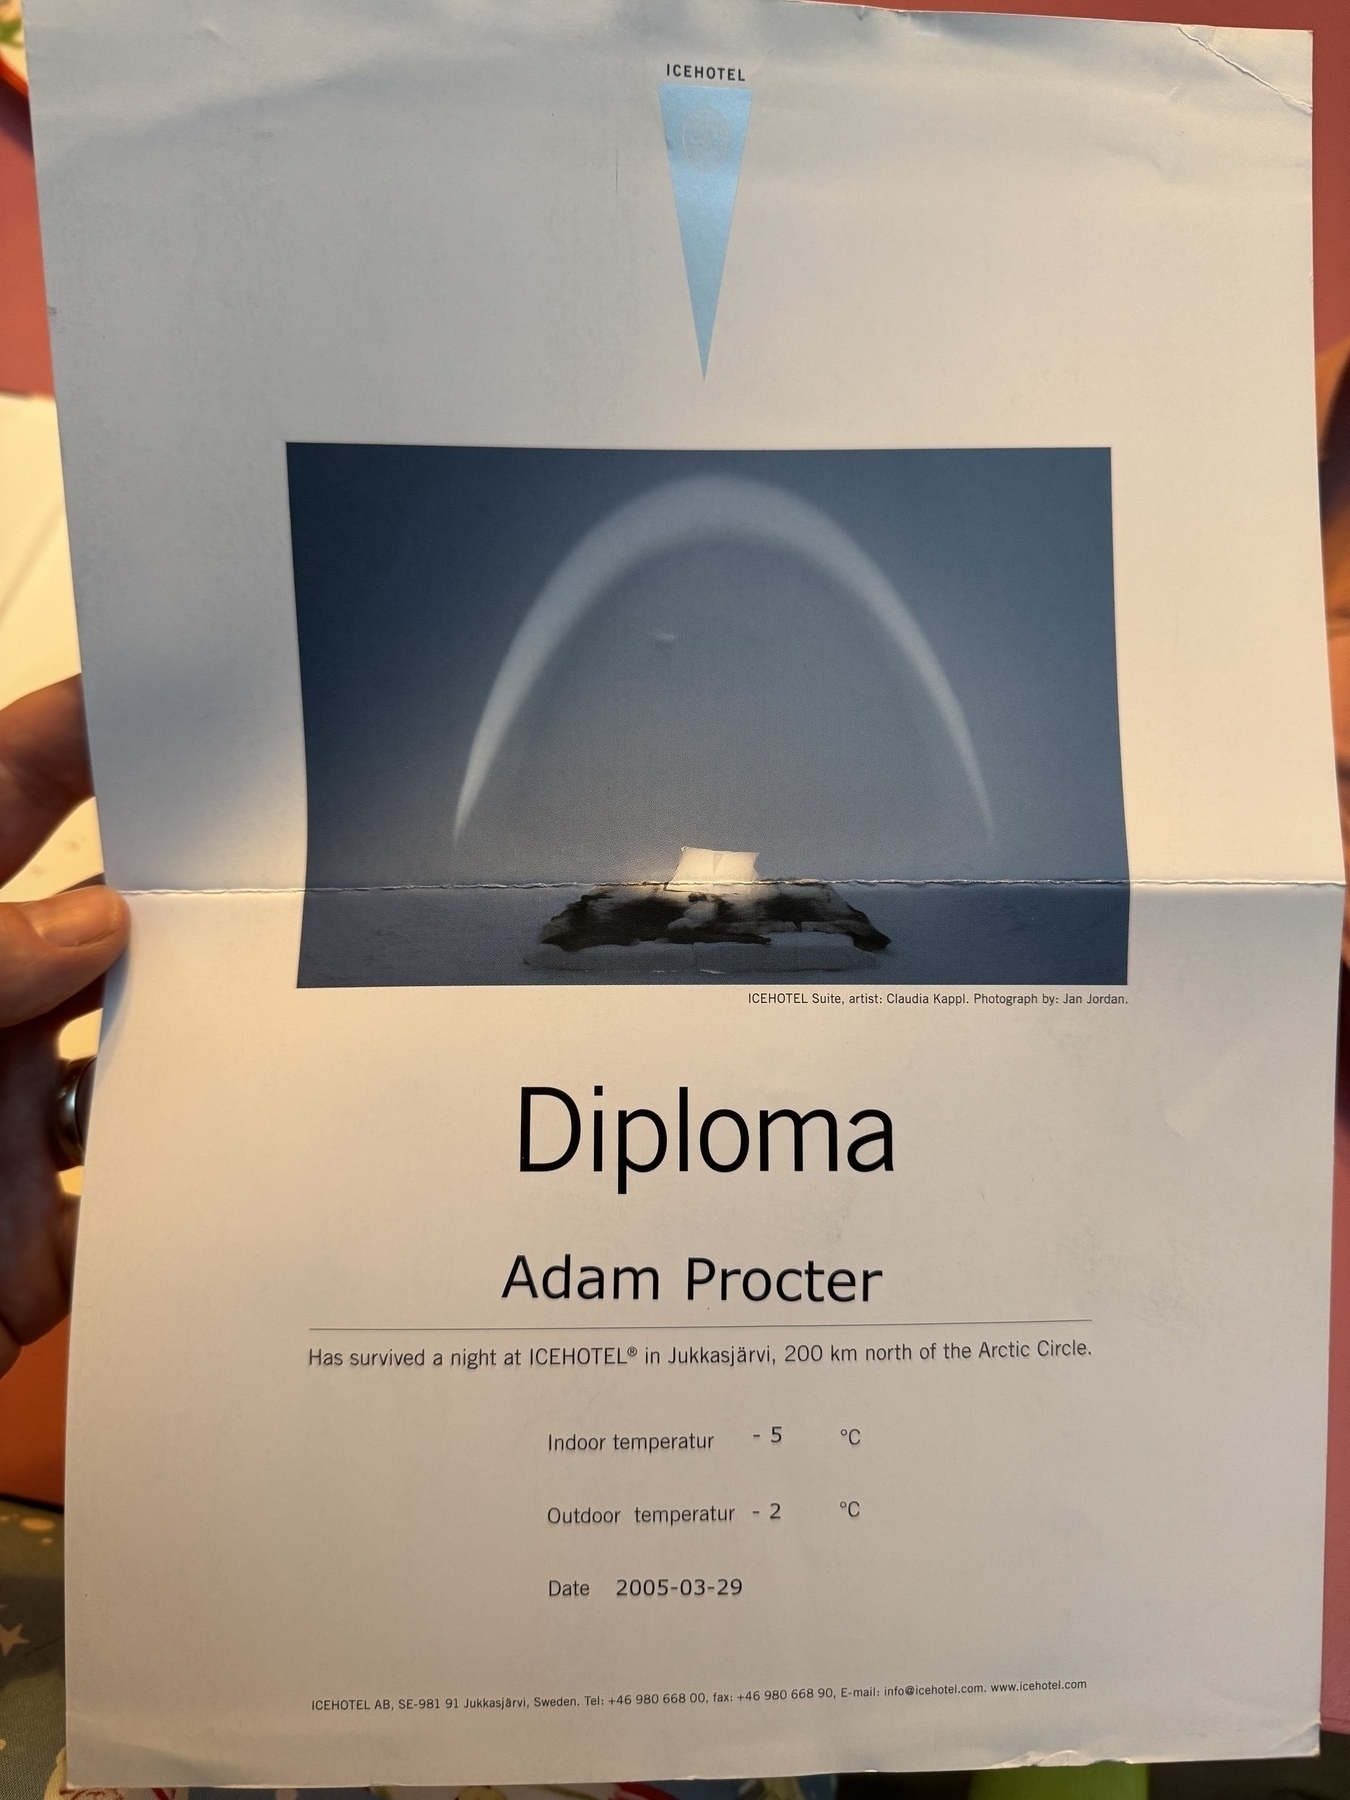 ICEHOTEL
ICEHOTEL Suite, artist: Claudia Kappl. Photograph by: Jan Jordan.
Diploma
Adam Procter
Has survived a night at ICEHOTEL® in Jukkasjärvi, 200 km north of the Arctic Circle.
Indoor temperatur - 5 °C
Outdoor temperatur - 2 °C
Date 2005-03-29
ICEHOTEL AB, SE-981 91 Jukkasjärvi, Sweden. Tel: +46 980 668 00, fax: +46 980 668 90, E-mail: info@icehotel.com. www.icehotel.com